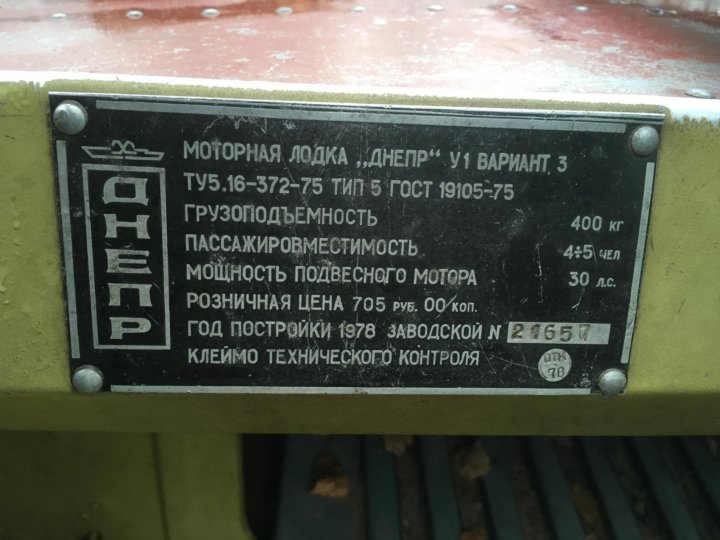 ДНЕПР
МОТОРНАЯ ЛОДКА „ДНЕПР“ У1 ВАРИАНТ 3
ТУ5.16-372-75 ТИП 5 ГОСТ 19105-75
ГРУЗОПОДЪЕМНОСТЬ 400 КГ
ПАССАЖИРОВМЕСТИМОСТЬ 4÷5 ЧЕЛ
МОЩНОСТЬ ПОДВЕСНОГО МОТОРА 30 Л.С.
РОЗНИЧНАЯ ЦЕНА 705 РУБ. 00 КОП.
ГОД ПОСТРОЙКИ 1978 ЗАВОДСКОЙ N 21657
КЛЕЙМО ТЕХНИЧЕСКОГО КОНТРОЛЯ ОТК 78